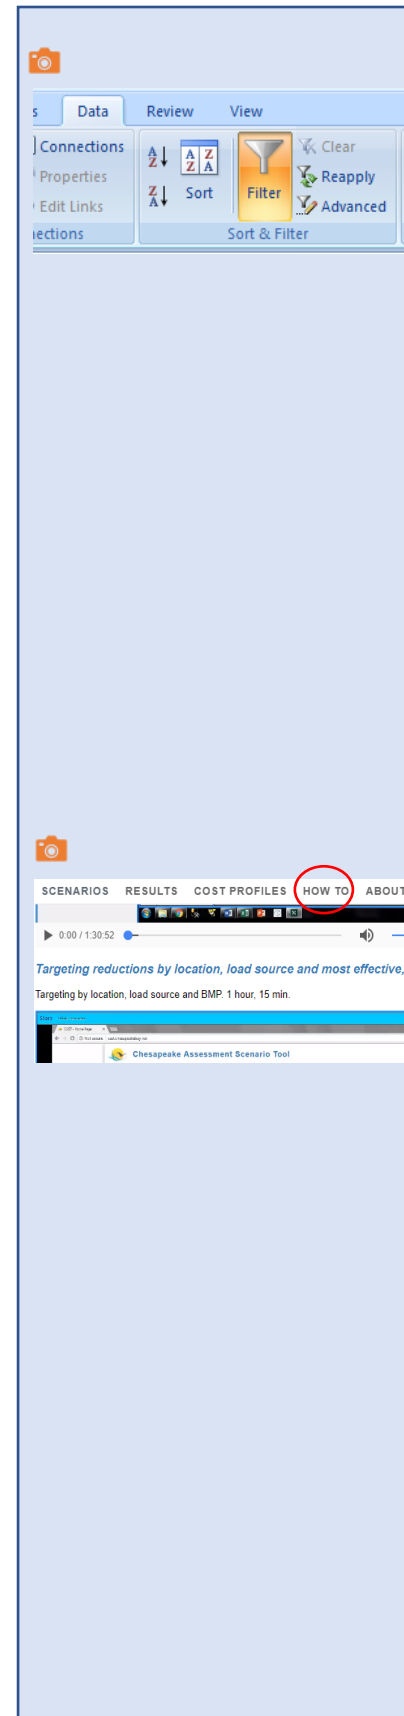 s Data Review View
Connections
Properties
Edit Links
nections
A
Z
Z
A
A Z
Z A
Sort
Filter
Clear
Reapply
Advanced
Sort & Filter
SCENARIOS RESULTS COST PROFILES HOW TO ABOUT
0:00 / 1:30:52
Targeting reductions by location, load source and most effective,
Targeting by location, load source and BMP. 1 hour, 15 min.
Chesapeake Assessment Scenario Tool